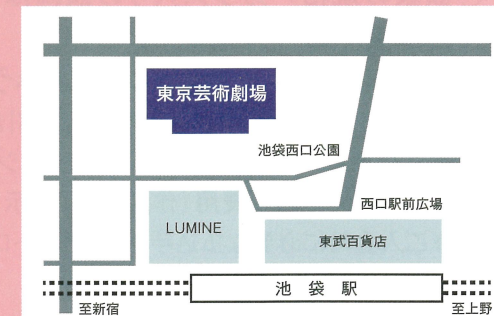 東京芸術劇場
池袋西口公園
西口駅前広場
LUMINE
東武百貨店
池袋駅
至新宿
至上野